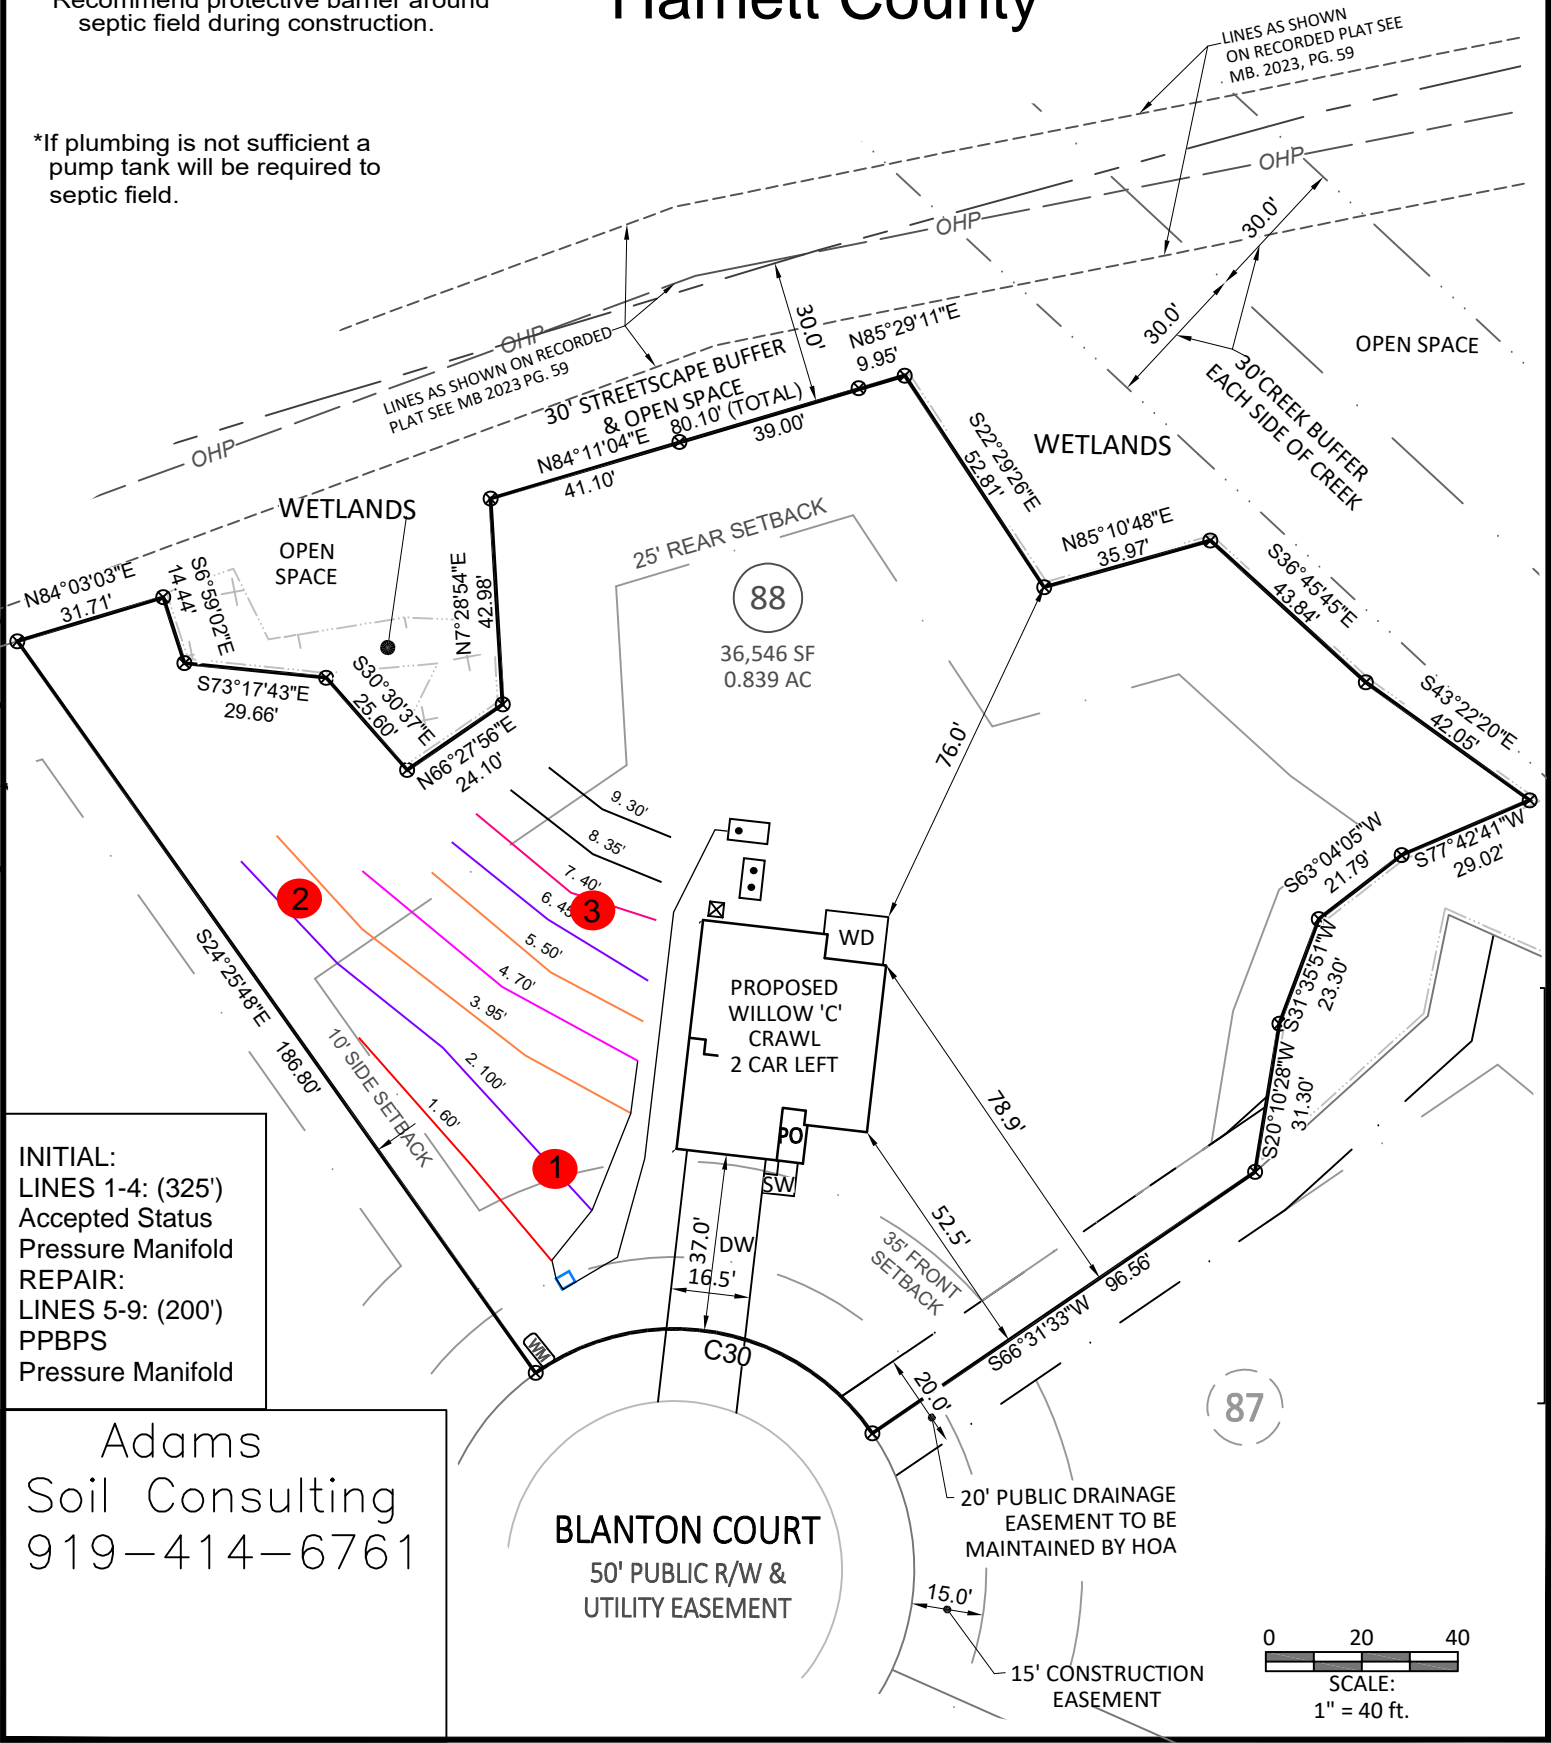 Recommend protective barrier around
septic field during construction.
Harnett County
*If plumbing is not sufficient a
pump tank will be required to
septic field.
LINES AS SHOWN
ON RECORDED PLAT SEE
MB. 2023, PG. 59
OHP
OHP
OHP
OHP
30.0'
30.0'
30.0'
LINES AS SHOWN ON RECORDED
PLAT SEE MB 2023 PG. 59
30' STREETSCAPE BUFFER
& OPEN SPACE
N85°29'11"E
9.95'
OPEN SPACE
30'CREEK BUFFER
EACH SIDE OF CREEK
N84°11'04"E
80.10' (TOTAL)
41.10'
39.00'
S22°29'26"E
52.81'
WETLANDS
WETLANDS
OPEN
SPACE
N84°03'03"E
31.71'
S6°59'02"E
14.44'
S73°17'43"E
29.66'
S30°30'37"E
25.60'
N66°27'56"E
24.10'
N7°28'54"E
42.98'
25' REAR SETBACK
88
36,546 SF
0.839 AC
N85°10'48"E
35.97'
S36°45'45"E
43.84'
S43°22'20"E
42.05'
S77°42'41"W
29.02'
S63°04'05"W
21.79'
S31°35'51"W
23.30'
S20°10'28"W
31.30'
76.0'
9. 30'
8. 35'
7. 40'
6. 45
5. 50'
4. 70'
3. 95'
2. 100'
1. 60'
2
3
1
S24°25'48"E
186.80'
10' SIDE SETBACK
WD
PROPOSED
WILLOW 'C'
CRAWL
2 CAR LEFT
PO
SW
DW
37.0'
16.5'
78.9'
52.5'
35' FRONT
SETBACK
S66°31'33"W
96.56'
INITIAL:
LINES 1-4: (325')
Accepted Status
Pressure Manifold
REPAIR:
LINES 5-9: (200')
PPBPS
Pressure Manifold
WM
C30
20.0'
87
Adams
Soil Consulting
919-414-6761
BLANTON COURT
50' PUBLIC R/W &
UTILITY EASEMENT
20' PUBLIC DRAINAGE
EASEMENT TO BE
MAINTAINED BY HOA
15.0'
15' CONSTRUCTION
EASEMENT
0 20 40
SCALE:
1" = 40 ft.